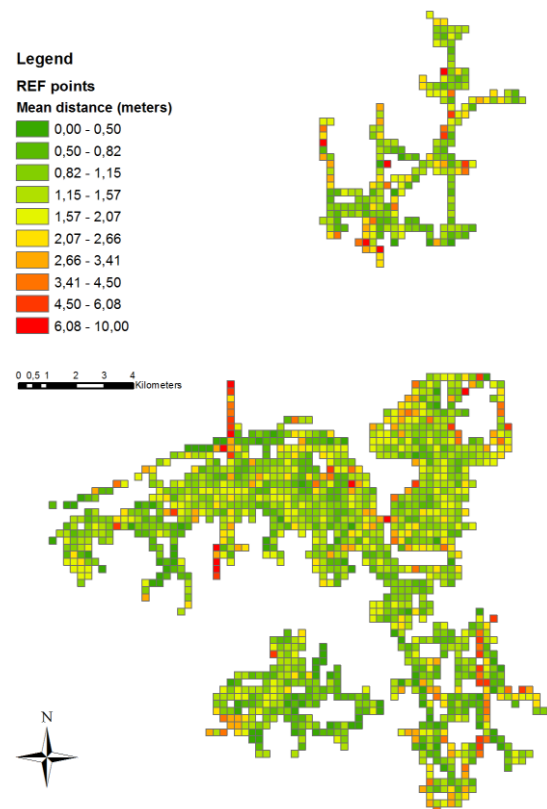 Legend
REF points
Mean distance (meters)
0,00 - 0,50
0,50 - 0,82
0,82 - 1,15
1,15 - 1,57
1,57 - 2,07
2,07 - 2,66
2,66 - 3,41
3,41 - 4,50
4,50 - 6,08
6,08 - 10,00
0 0,5 1 2 3 4
Kilometers
N